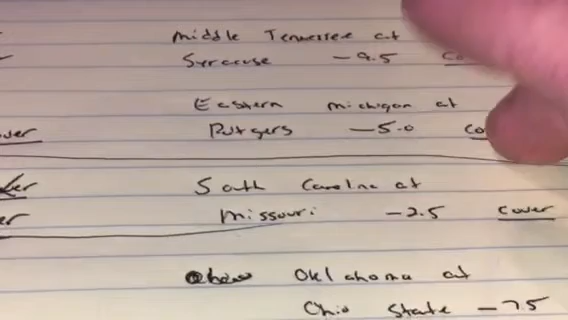 Middle Tennessee at
Syracuse -9.5
Eastern Michigan at
Rutgers -5.0
South Carolina at
Missouri -2.5 cover
Oklahoma at
Ohio State -7.5